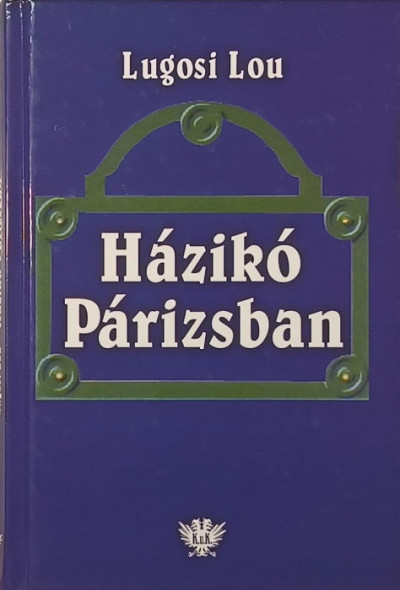 Lugosi Lou
Házikó
Párizsban
K.u.K.